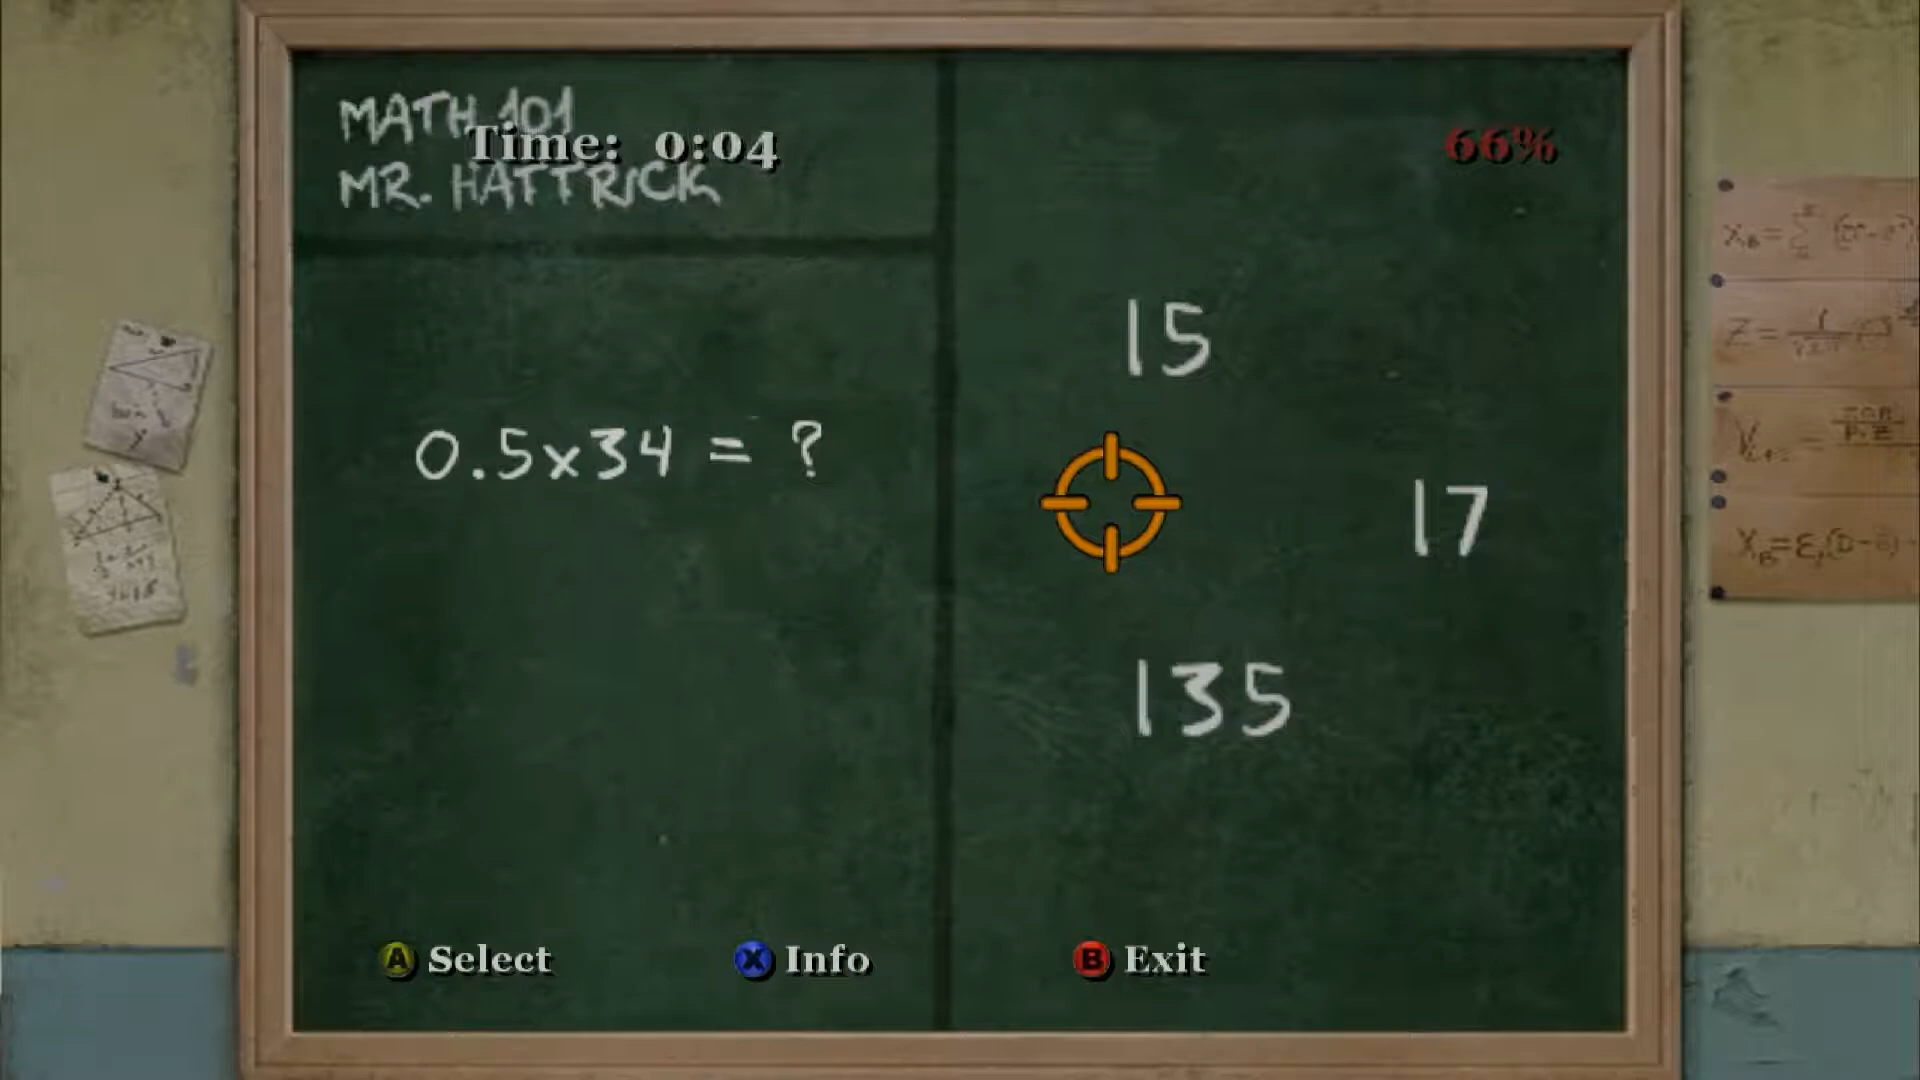 MATH 101
Time: 0:04
66%
MR. HATTRICK
15
0.5x34 = ?
17
135
A Select
X Info
B Exit